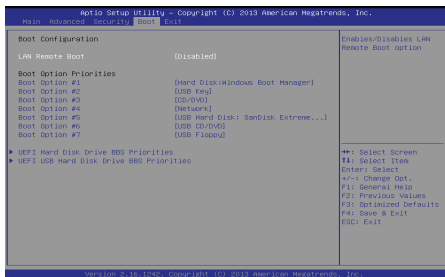 Aptio Setup Utility – Copyright (C) 2013 American Megatrends, Inc.
Main Advanced Security Boot Exit
Boot Configuration
LAN Remote Boot [Disabled]
Boot Option Priorities
Boot Option #1 [Hard Disk:Windows Boot Manager]
Boot Option #2 [USB Key]
Boot Option #3 [CD/DVD]
Boot Option #4 [Network]
Boot Option #5 [USB Hard Disk: SanDisk Extreme...]
Boot Option #6 [USB CD/DVD]
Boot Option #7 [USB Floppy]
▶ UEFI Hard Disk Drive BBS Priorities
▶ UEFI USB Hard Disk Drive BBS Priorities
Enables/Disables LAN
Remote Boot option
→←: Select Screen
↑↓: Select Item
Enter: Select
+/-: Change Opt.
F1: General Help
F2: Previous Values
F3: Optimized Defaults
F4: Save & Exit
ESC: Exit
Version 2.16.1242. Copyright (C) 2013 American Megatrends, Inc.